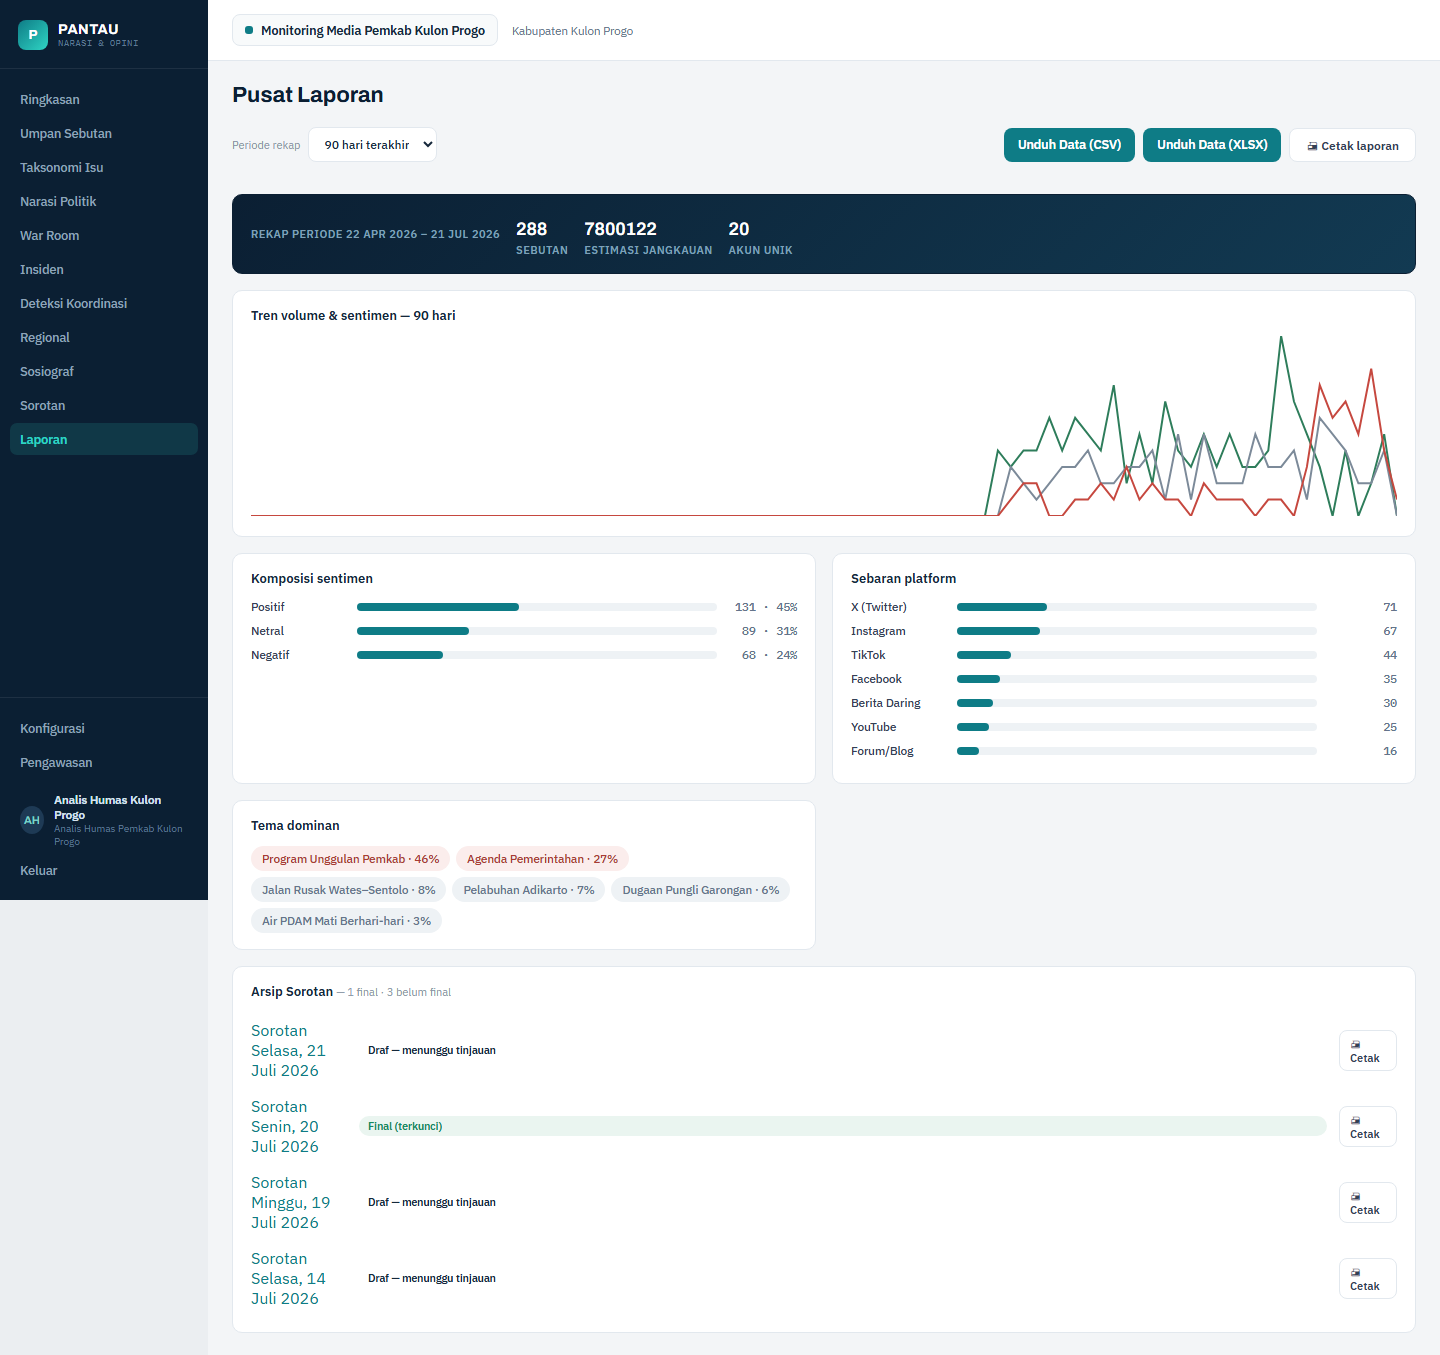 P
PANTAU
NARASI & OPINI
Ringkasan
Umpan Sebutan
Taksonomi Isu
Narasi Politik
War Room
Insiden
Deteksi Koordinasi
Regional
Sosiograf
Sorotan
Laporan
Konfigurasi
Pengawasan
AH
Analis Humas Kulon
Progo
Analis Humas Pemkab Kulon
Progo
Keluar
Monitoring Media Pemkab Kulon Progo
Kabupaten Kulon Progo
Pusat Laporan
Periode rekap
90 hari terakhir
Unduh Data (CSV)
Unduh Data (XLSX)
Cetak laporan
REKAP PERIODE 22 APR 2026 – 21 JUL 2026
288
SEBUTAN
7800122
ESTIMASI JANGKAUAN
20
AKUN UNIK
Tren volume & sentimen — 90 hari
Komposisi sentimen
Positif 131 · 45%
Netral 89 · 31%
Negatif 68 · 24%
Sebaran platform
X (Twitter) 71
Instagram 67
TikTok 44
Facebook 35
Berita Daring 30
YouTube 25
Forum/Blog 16
Tema dominan
Program Unggulan Pemkab · 46%
Agenda Pemerintahan · 27%
Jalan Rusak Wates–Sentolo · 8%
Pelabuhan Adikarto · 7%
Dugaan Pungli Garongan · 6%
Air PDAM Mati Berhari-hari · 3%
Arsip Sorotan — 1 final · 3 belum final
Sorotan
Selasa, 21
Juli 2026
Draf — menunggu tinjauan
Cetak
Sorotan
Senin, 20
Juli 2026
Final (terkunci)
Cetak
Sorotan
Minggu, 19
Juli 2026
Draf — menunggu tinjauan
Cetak
Sorotan
Selasa, 14
Juli 2026
Draf — menunggu tinjauan
Cetak